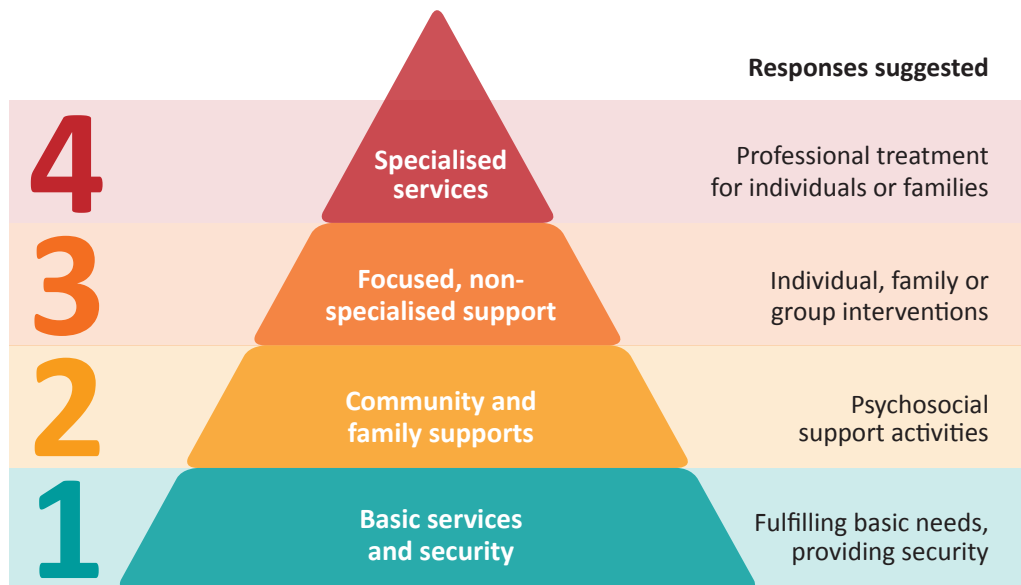 Responses suggested
4
Specialised
services
Professional treatment
for individuals or families
3
Focused, non-
specialised support
Individual, family or
group interventions
2
Community and
family supports
Psychosocial
support activities
1
Basic services
and security
Fulfilling basic needs,
providing security